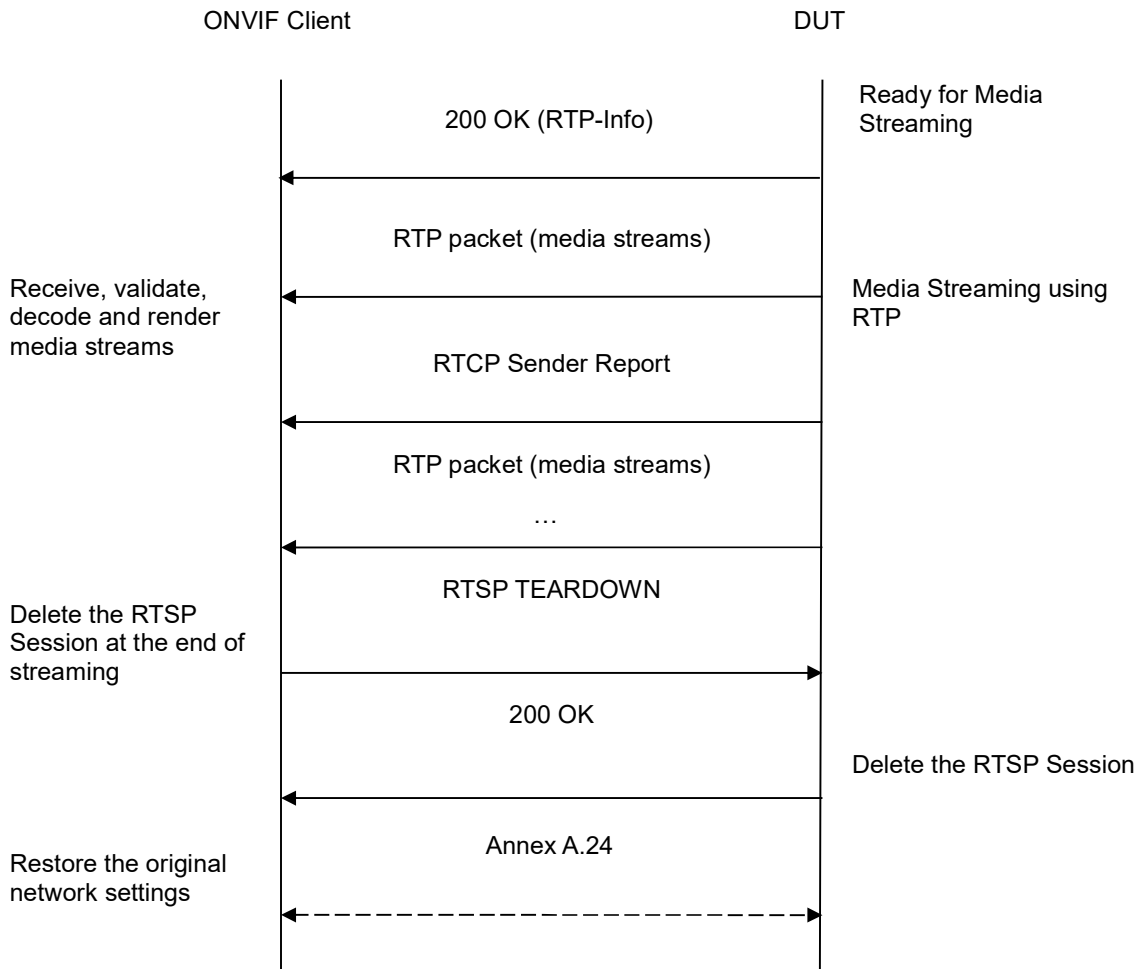 ONVIF Client
DUT
Ready for Media
Streaming
200 OK (RTP-Info)
RTP packet (media streams)
Receive, validate,
decode and render
media streams
Media Streaming using
RTP
RTCP Sender Report
RTP packet (media streams)
…
RTSP TEARDOWN
Delete the RTSP
Session at the end of
streaming
200 OK
Delete the RTSP Session
Annex A.24
Restore the original
network settings